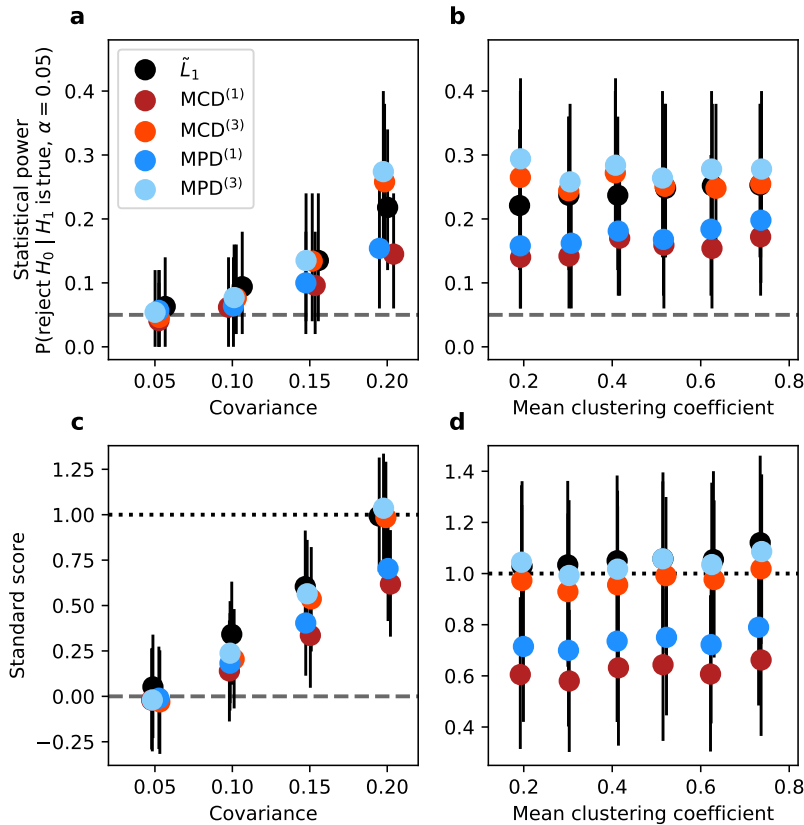 a
b
Statistical power
P(reject H₀ | H₁ is true, α = 0.05)
0.4
0.3
0.2
0.1
0.0
L̃₁
MCD⁽¹⁾
MCD⁽³⁾
MPD⁽¹⁾
MPD⁽³⁾
0.05 0.10 0.15 0.20
Covariance
0.4
0.3
0.2
0.1
0.0
0.2 0.4 0.6 0.8
Mean clustering coefficient
c
d
Standard score
1.25
1.00
0.75
0.50
0.25
0.00
−0.25
0.05 0.10 0.15 0.20
Covariance
1.4
1.2
1.0
0.8
0.6
0.4
0.2 0.4 0.6 0.8
Mean clustering coefficient